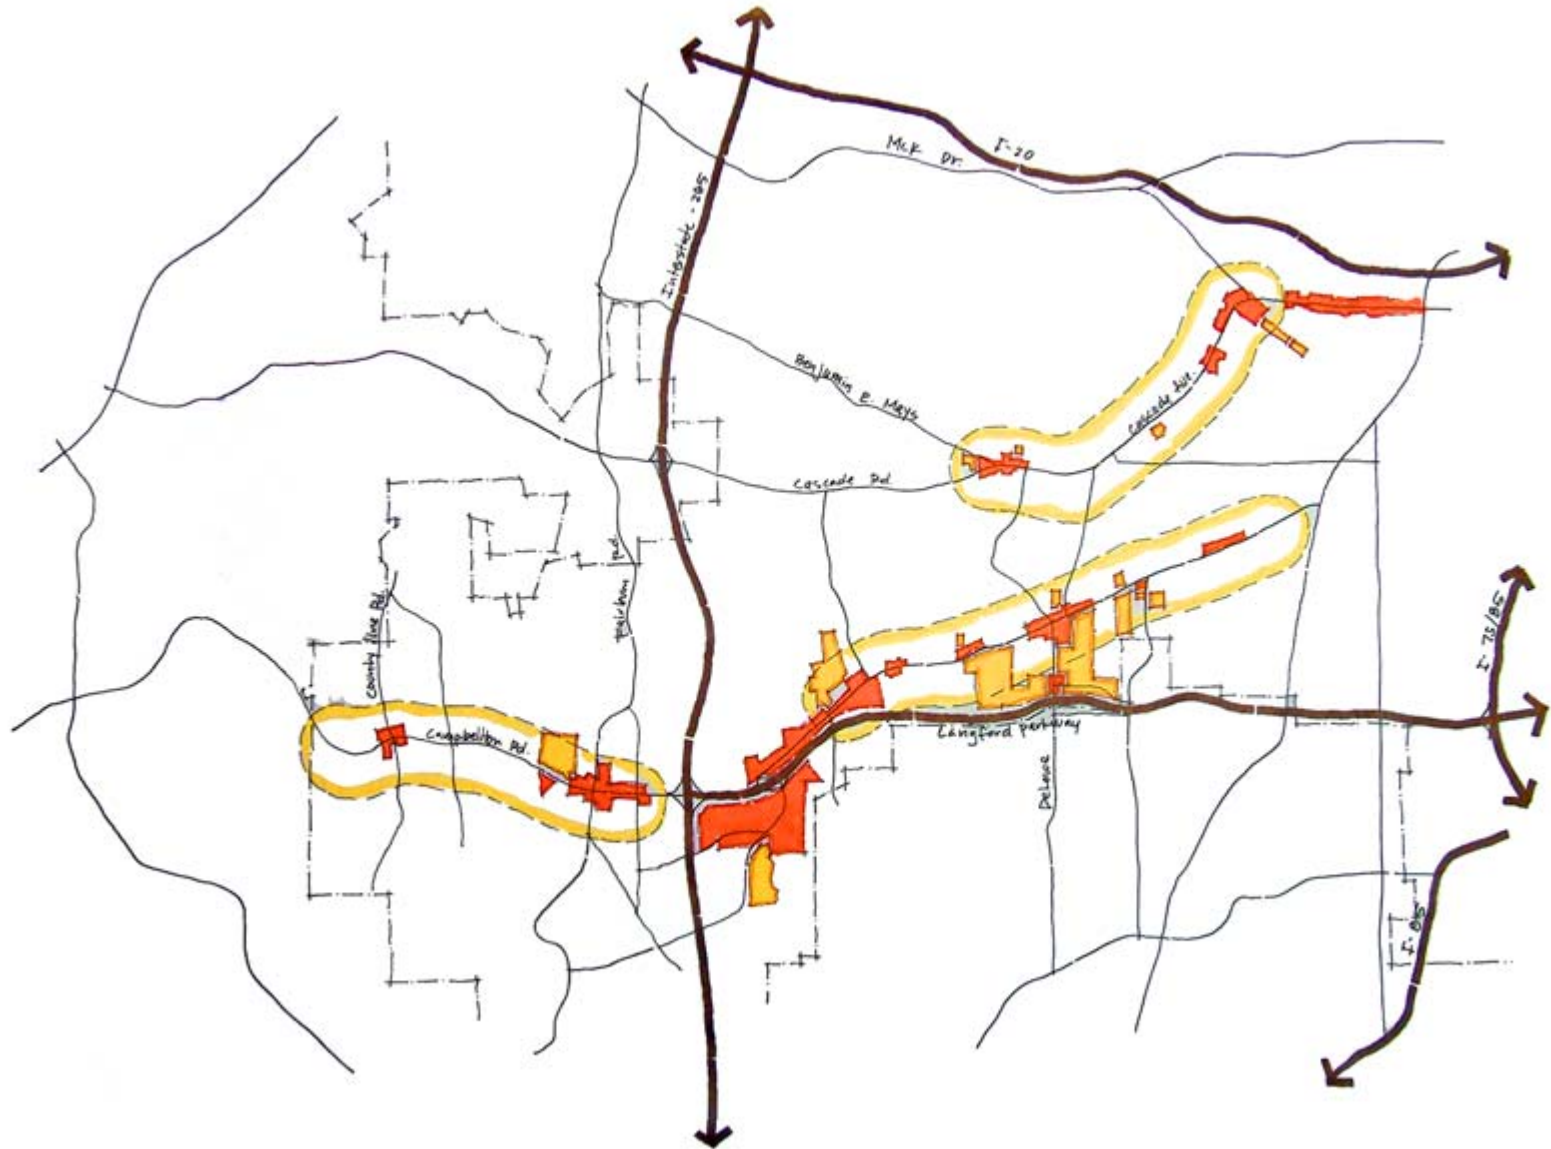 MLK Dr.
I-20
Interstate - 285
Benjamin E. Mays
Cascade Ave.
Cascade Rd
Fairburn Rd.
County Line Rd.
Campbellton Rd.
Langford parkway
Delowe
I-75/85
I-85